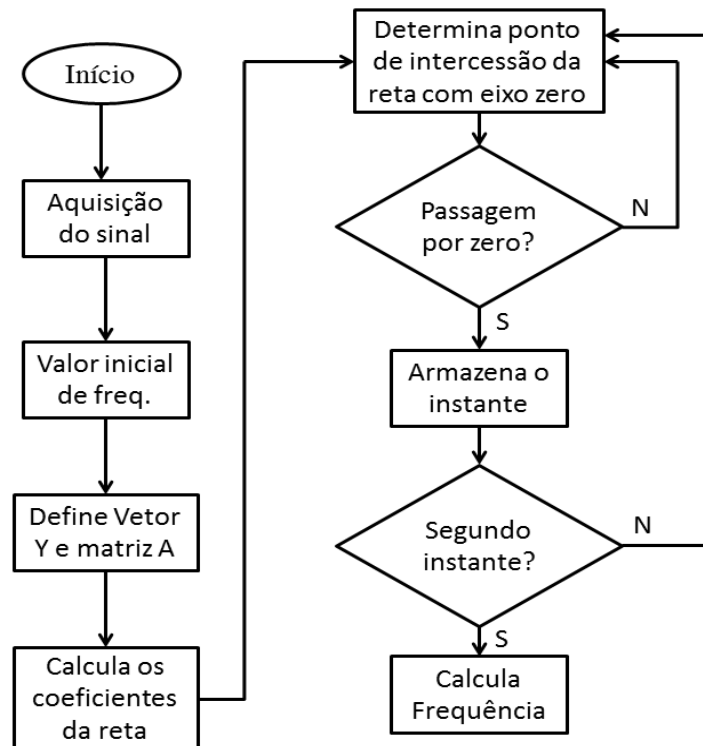 Início
Aquisição
do sinal
Valor inicial
de freq.
Define Vetor
Y e matriz A
Calcula os
coeficientes
da reta
Determina ponto
de intercessão da
reta com eixo zero
Passagem
por zero?
N
S
Armazena o
instante
Segundo
instante?
N
S
Calcula
Frequência